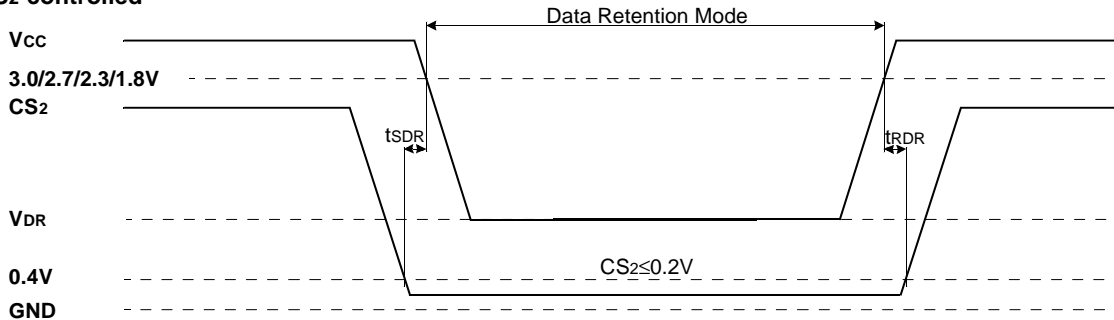 controlled
Data Retention Mode
VCC
3.0/2.7/2.3/1.8V
CS2
tSDR
tRDR
VDR
0.4V
CS2≤0.2V
GND